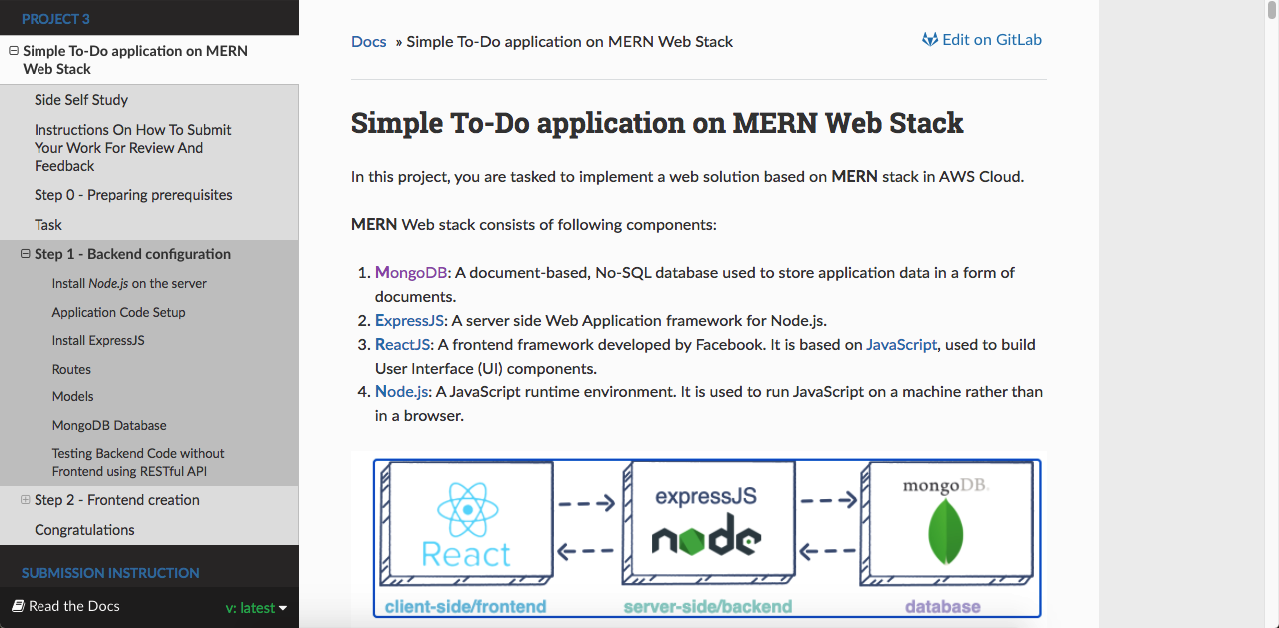 PROJECT 3
Simple To-Do application on MERN
Web Stack
Side Self Study
Instructions On How To Submit
Your Work For Review And
Feedback
Step 0 - Preparing prerequisites
Task
Step 1 - Backend configuration
Install Node.js on the server
Application Code Setup
Install ExpressJS
Routes
Models
MongoDB Database
Testing Backend Code without
Frontend using RESTful API
Step 2 - Frontend creation
Congratulations
SUBMISSION INSTRUCTION
Read the Docs
v: latest
Docs » Simple To-Do application on MERN Web Stack
Edit on GitLab
Simple To-Do application on MERN Web Stack
In this project, you are tasked to implement a web solution based on MERN stack in AWS Cloud.
MERN Web stack consists of following components:
1. MongoDB: A document-based, No-SQL database used to store application data in a form of
documents.
2. ExpressJS: A server side Web Application framework for Node.js.
3. ReactJS: A frontend framework developed by Facebook. It is based on JavaScript, used to build
User Interface (UI) components.
4. Node.js: A JavaScript runtime environment. It is used to run JavaScript on a machine rather than
in a browser.
React
expressJS
node
mongoDB.
client-side/frontend
server-side/backend
database